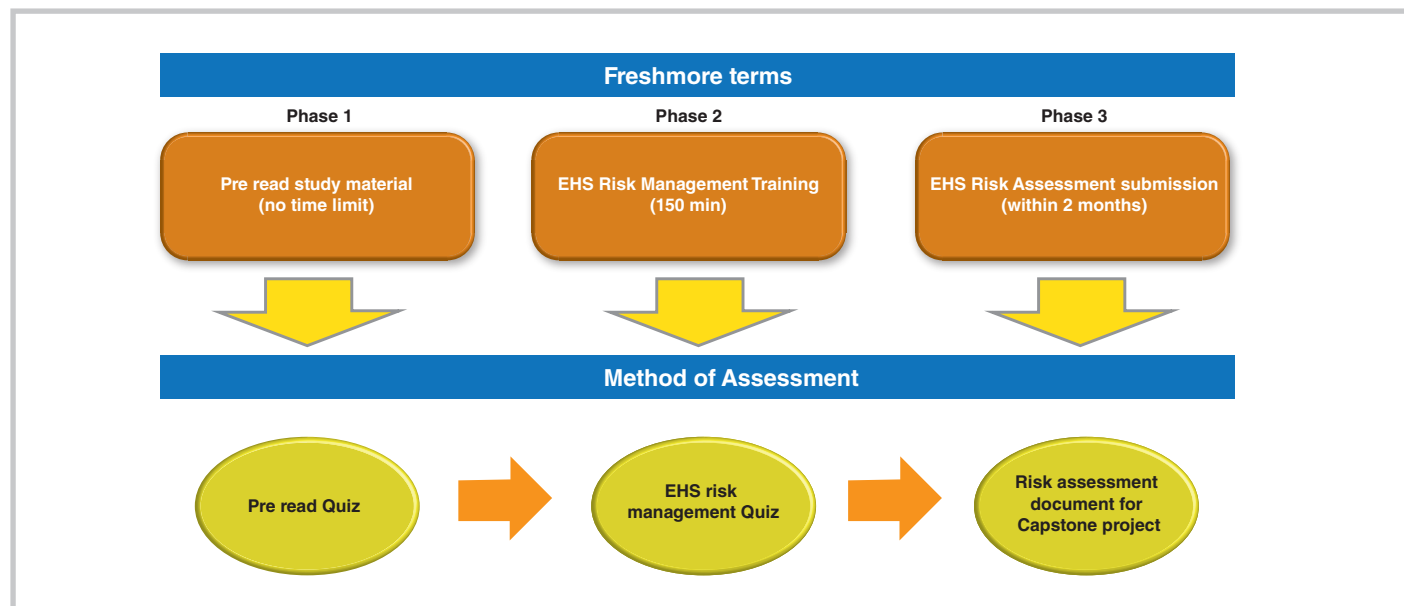 Freshmore terms
Phase 1
Phase 2
Phase 3
Pre read study material
(no time limit)
EHS Risk Management Training
(150 min)
EHS Risk Assessment submission
(within 2 months)
Method of Assessment
Pre read Quiz
EHS risk
management Quiz
Risk assessment
document for
Capstone project